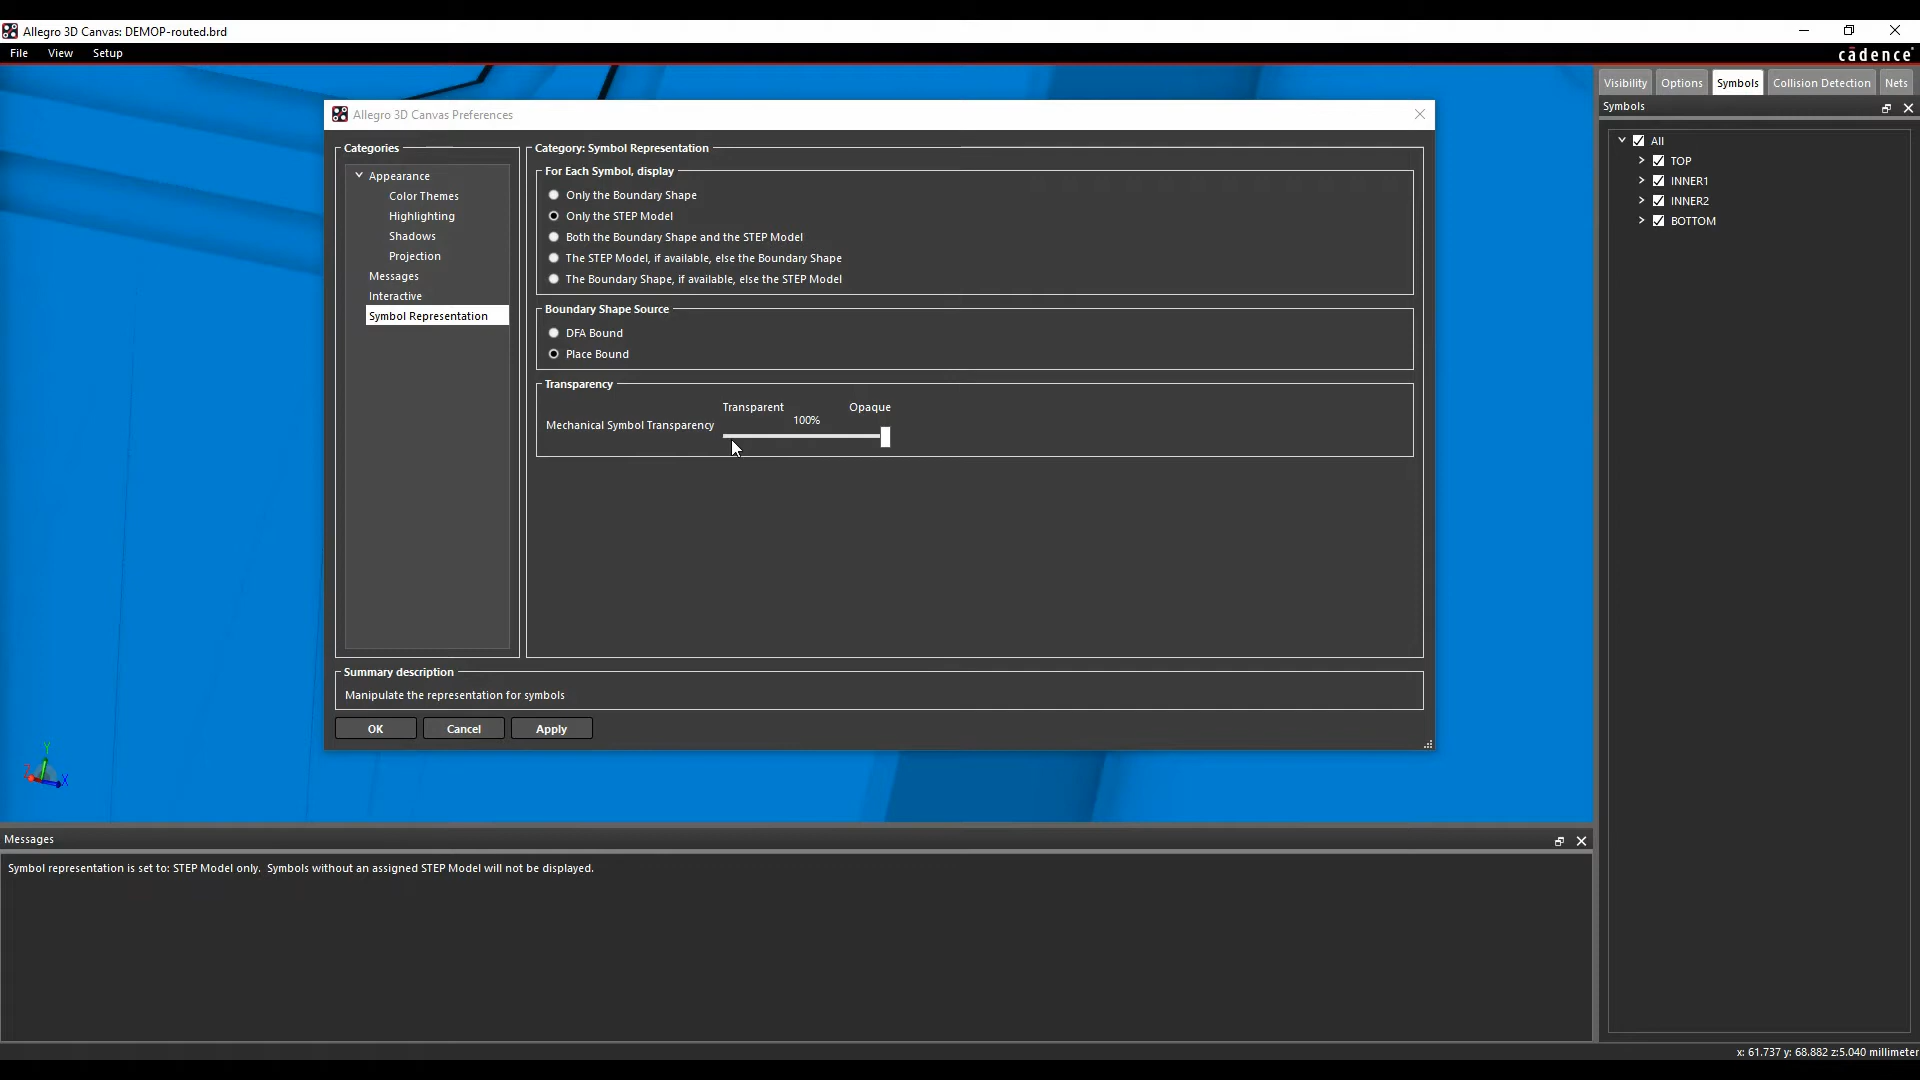 Allegro 3D Canvas: DEMOP-routed.brd
File View Setup
cādence
Visibility Options Symbols Collision Detection Nets
Symbols
All
TOP
INNER1
INNER2
BOTTOM
Allegro 3D Canvas Preferences
Categories
Appearance
Color Themes
Highlighting
Shadows
Projection
Messages
Interactive
Symbol Representation
Category: Symbol Representation
For Each Symbol, display
Only the Boundary Shape
Only the STEP Model
Both the Boundary Shape and the STEP Model
The STEP Model, if available, else the Boundary Shape
The Boundary Shape, if available, else the STEP Model
Boundary Shape Source
DFA Bound
Place Bound
Transparency
Transparent Opaque
100%
Mechanical Symbol Transparency
Summary description
Manipulate the representation for symbols
OK Cancel Apply
Y
Z X
Messages
Symbol representation is set to: STEP Model only. Symbols without an assigned STEP Model will not be displayed.
x: 61.737 y: 68.882 z:5.040 millimeter